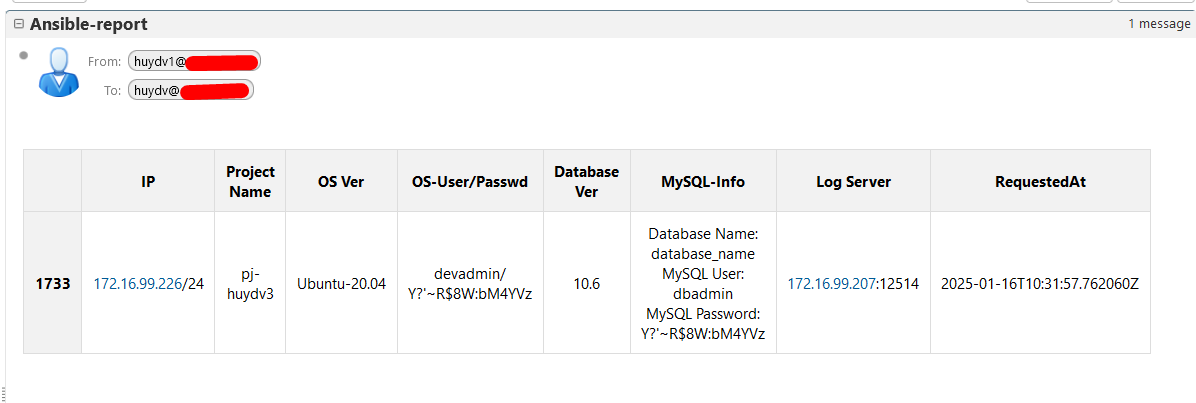 Ansible-report
1 message
From: huydv1@
To: huydv@
IP
Project
Name
OS Ver
OS-User/Passwd
Database
Ver
MySQL-Info
Log Server
RequestedAt
1733
172.16.99.226/24
pj-
huydv3
Ubuntu-20.04
devadmin/
Y?'~R$8W:bM4YVz
10.6
Database Name:
database_name
MySQL User:
dbadmin
MySQL Password:
Y?'~R$8W:bM4YVz
172.16.99.207:12514
2025-01-16T10:31:57.762060Z